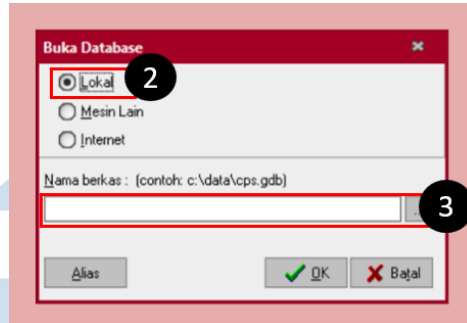 Buka Database
Lokal
2
Mesin Lain
Internet
Nama berkas : (contoh: c:\data\cps.gdb)
...
3
Alias
OK
Batal